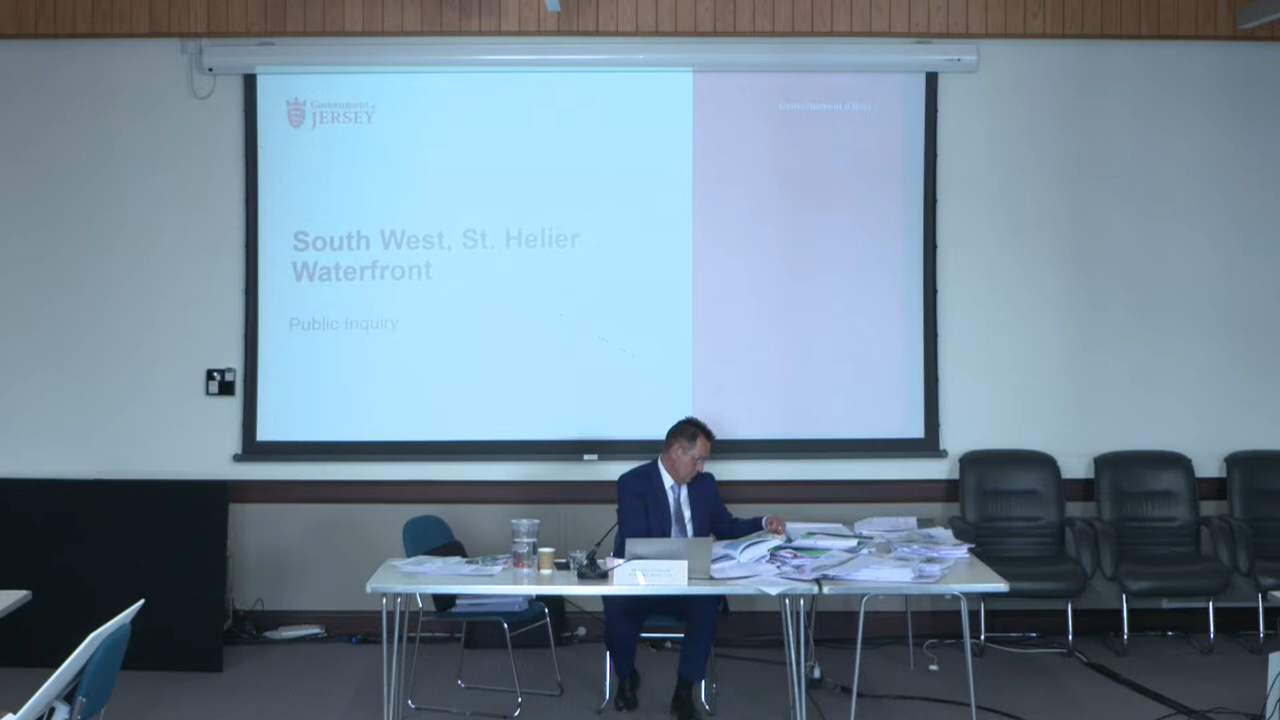 Government of
JERSEY
South West, St. Helier
Waterfront
Public Inquiry